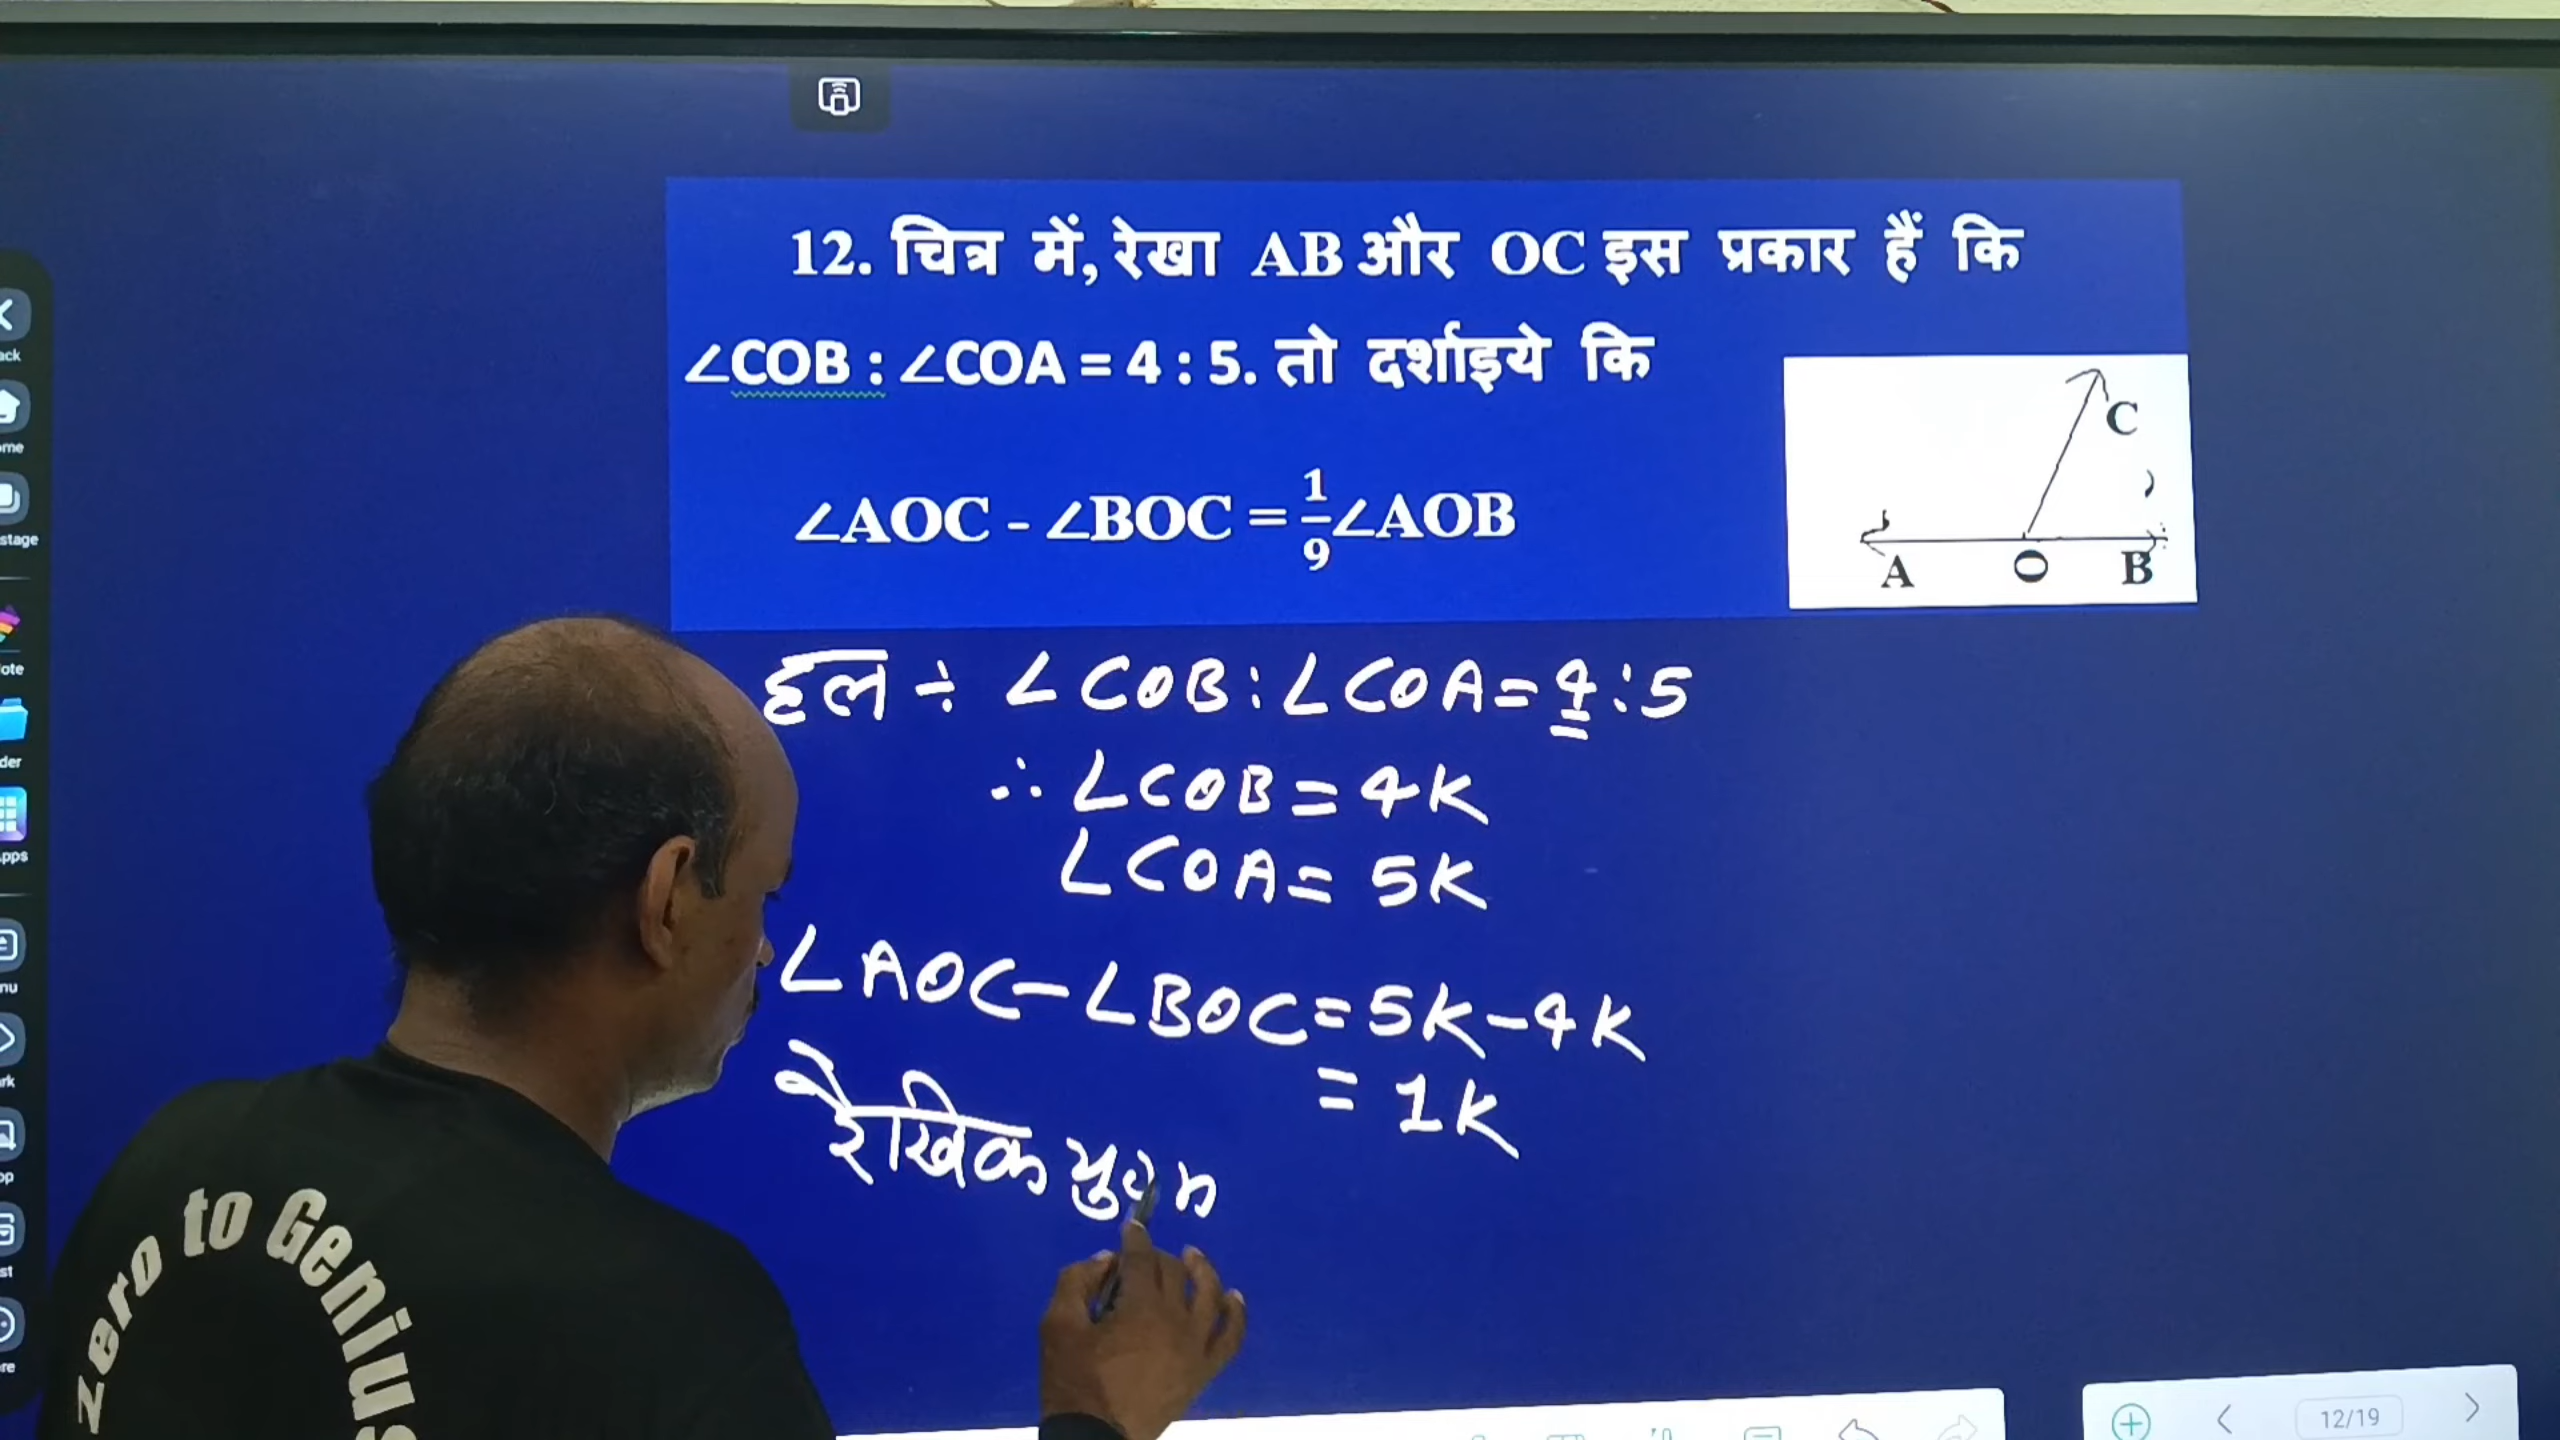 12. चित्र में, रेखा AB और OC इस प्रकार हैं कि
∠COB : ∠COA = 4 : 5. तो दर्शाइये कि
∠AOC - ∠BOC = 1/9 ∠AOB
C
A O B
हल ÷ ∠COB : ∠COA = 4 : 5
∴ ∠COB = 4K
∠COA = 5K
∠AOC - ∠BOC = 5K - 4K
= 1K
रैखिक
zero to Genius
12/19